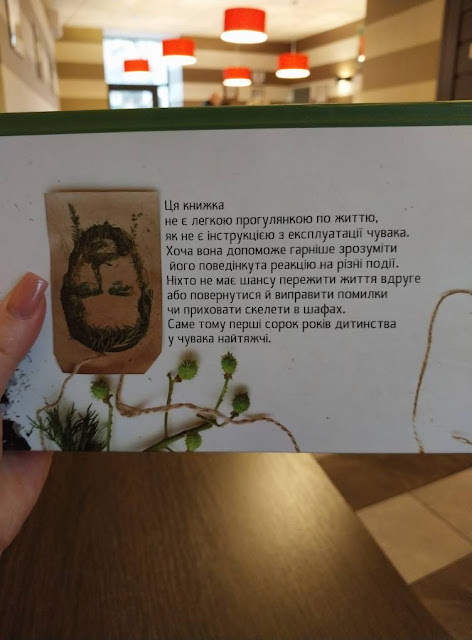 Ця книжка
не є легкою прогулянкою по життю,
як не є інструкцією з експлуатації чувака.
Хоча вона допоможе гарніше зрозуміти
його поведінкута реакцію на різні події.
Ніхто не має шансу пережити життя вдруге
або повернутися й виправити помилки
чи приховати скелети в шафах.
Саме тому перші сорок років дитинства
у чувака найтяжчі.